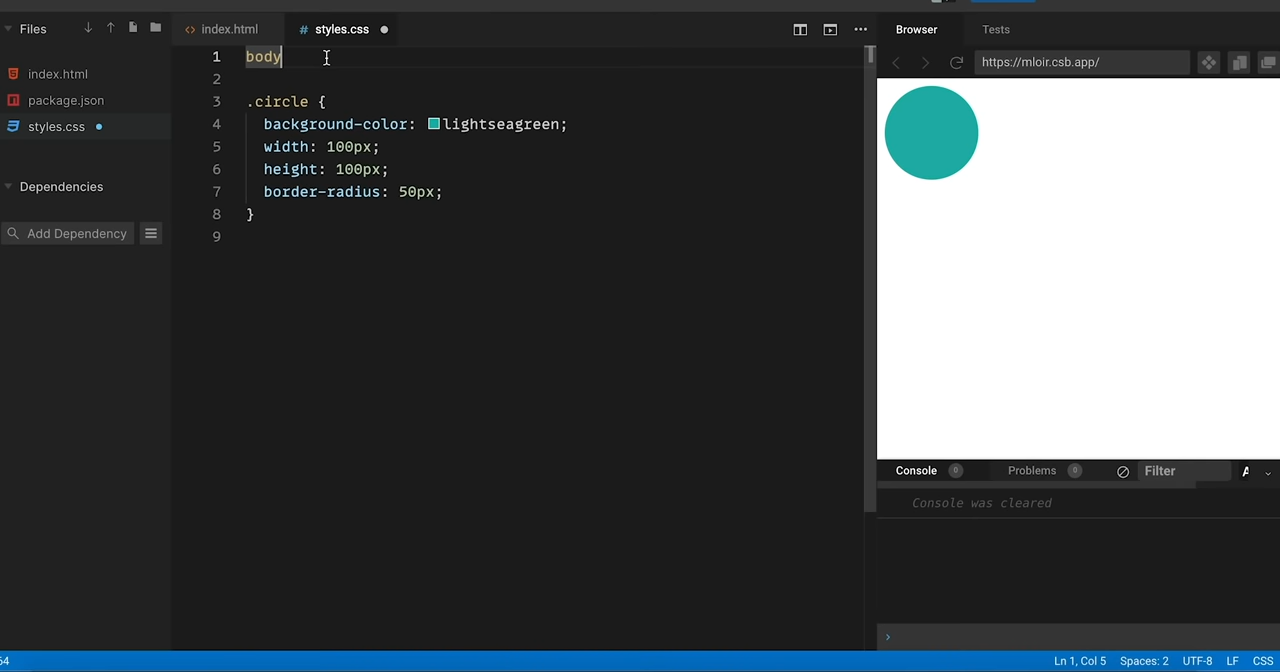 Files
index.html
package.json
styles.css
Dependencies
Add Dependency
index.html
# styles.css
1 body
2
3 .circle {
4 background-color: lightseagreen;
5 width: 100px;
6 height: 100px;
7 border-radius: 50px;
8 }
9
Browser
Tests
https://mloir.csb.app/
Console 0
Problems 0
Filter
Console was cleared
64
Ln 1, Col 5
Spaces: 2
UTF-8
LF
CSS